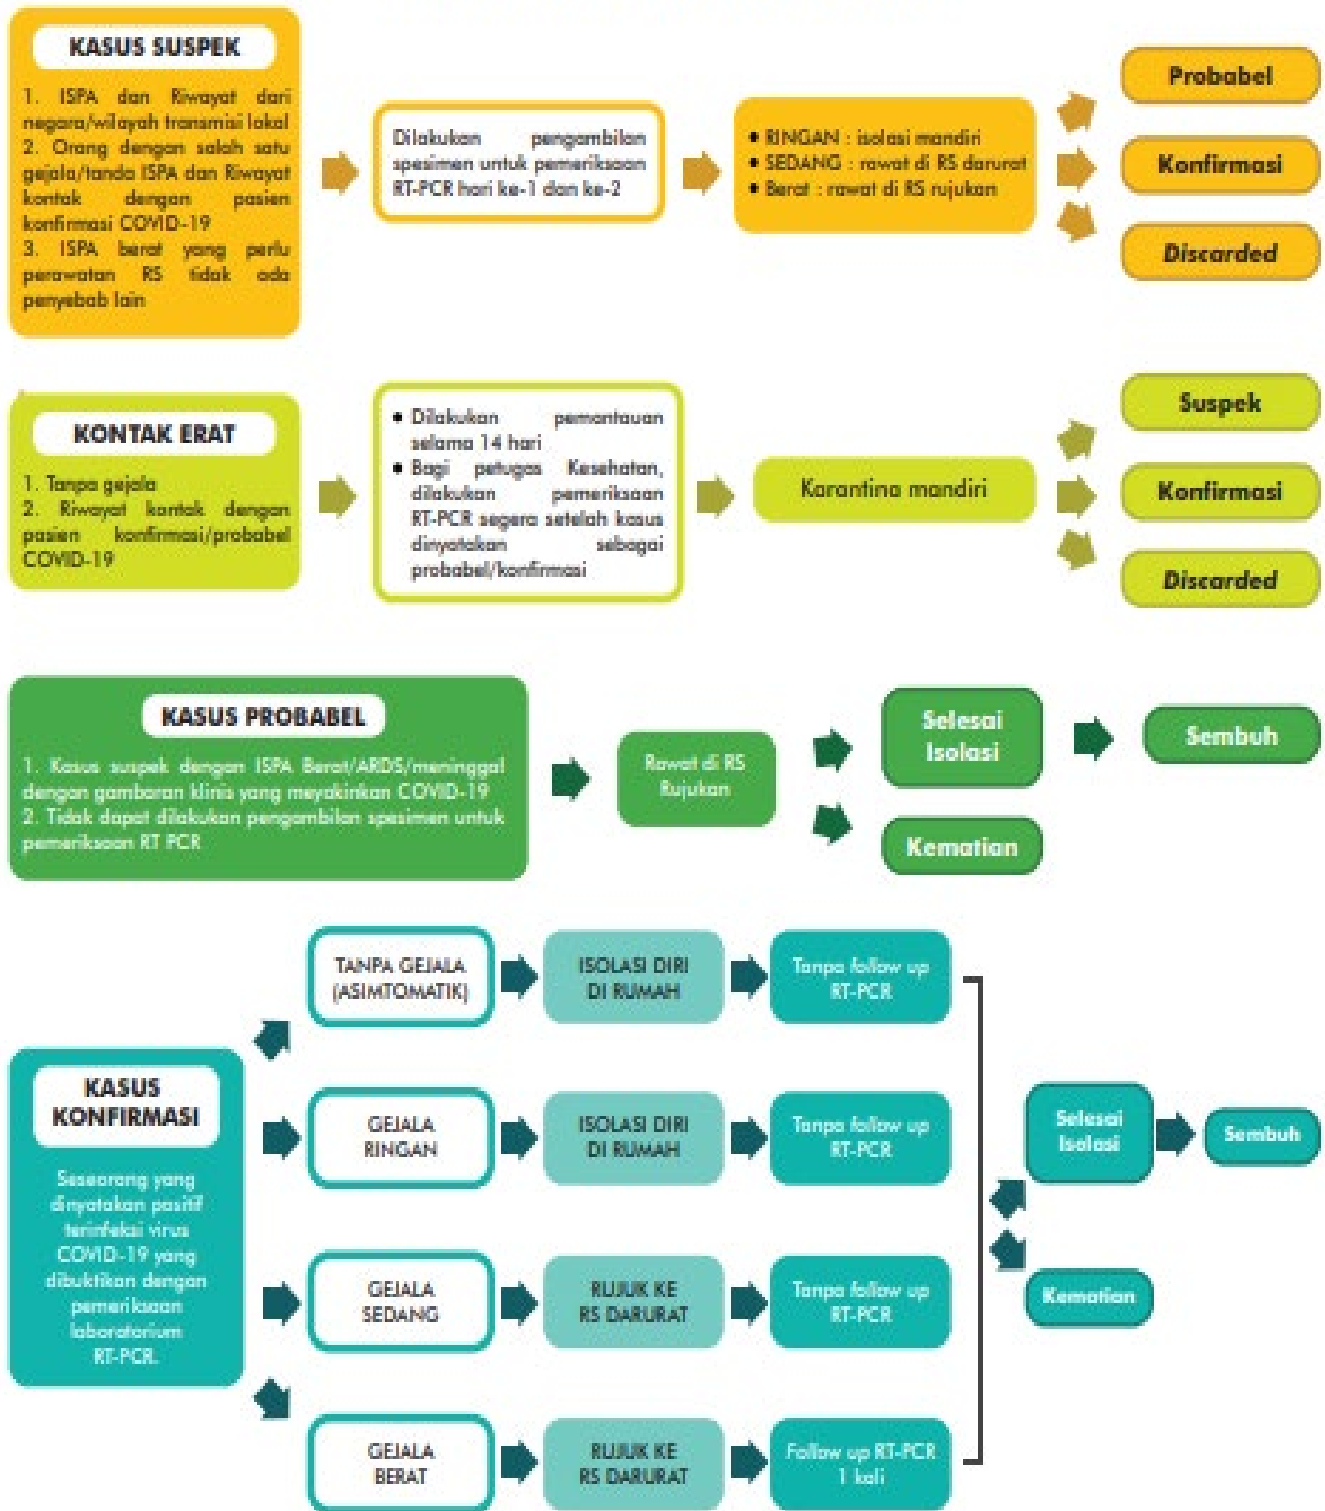 KASUS SUSPEK
1. ISPA dan Riwayat dari
negara/wilayah transmisi lokal
2. Orang dengan salah satu
gejala/tanda ISPA dan Riwayat
kontak dengan pasien
konfirmasi COVID-19
3. ISPA berat yang perlu
perawatan RS tidak ada
penyebab lain
Dilakukan pengambilan
spesimen untuk pemeriksaan
RT-PCR hari ke-1 dan ke-2
• RINGAN : isolasi mandiri
• SEDANG : rawat di RS darurat
• Berat : rawat di RS rujukan
Probabel
Konfirmasi
Discarded
KONTAK ERAT
1. Tanpa gejala
2. Riwayat kontak dengan
pasien konfirmasi/probabel
COVID-19
• Dilakukan pemantauan
selama 14 hari
• Bagi petugas Kesehatan,
dilakukan pemeriksaan
RT-PCR segera setelah kasus
dinyatakan sebagai
probabel/konfirmasi
Karantina mandiri
Suspek
Konfirmasi
Discarded
KASUS PROBABEL
1. Kasus suspek dengan ISPA Berat/ARDS/meninggal
dengan gambaran klinis yang meyakinkan COVID-19
2. Tidak dapat dilakukan pengambilan spesimen untuk
pemeriksaan RT PCR
Rawat di RS
Rujukan
Selesai
Isolasi
Sembuh
Kematian
KASUS
KONFIRMASI
Seseorang yang
dinyatakan positif
terinfeksi virus
COVID-19 yang
dibuktikan dengan
pemeriksaan
laboratorium
RT-PCR.
TANPA GEJALA
(ASIMTOMATIK)
ISOLASI DIRI
DI RUMAH
Tanpa follow up
RT-PCR
GEJALA
RINGAN
ISOLASI DIRI
DI RUMAH
Tanpa follow up
RT-PCR
GEJALA
SEDANG
RUJUK KE
RS DARURAT
Tanpa follow up
RT-PCR
GEJALA
BERAT
RUJUK KE
RS DARURAT
Follow up RT-PCR
1 kali
Selesai
Isolasi
Sembuh
Kematian